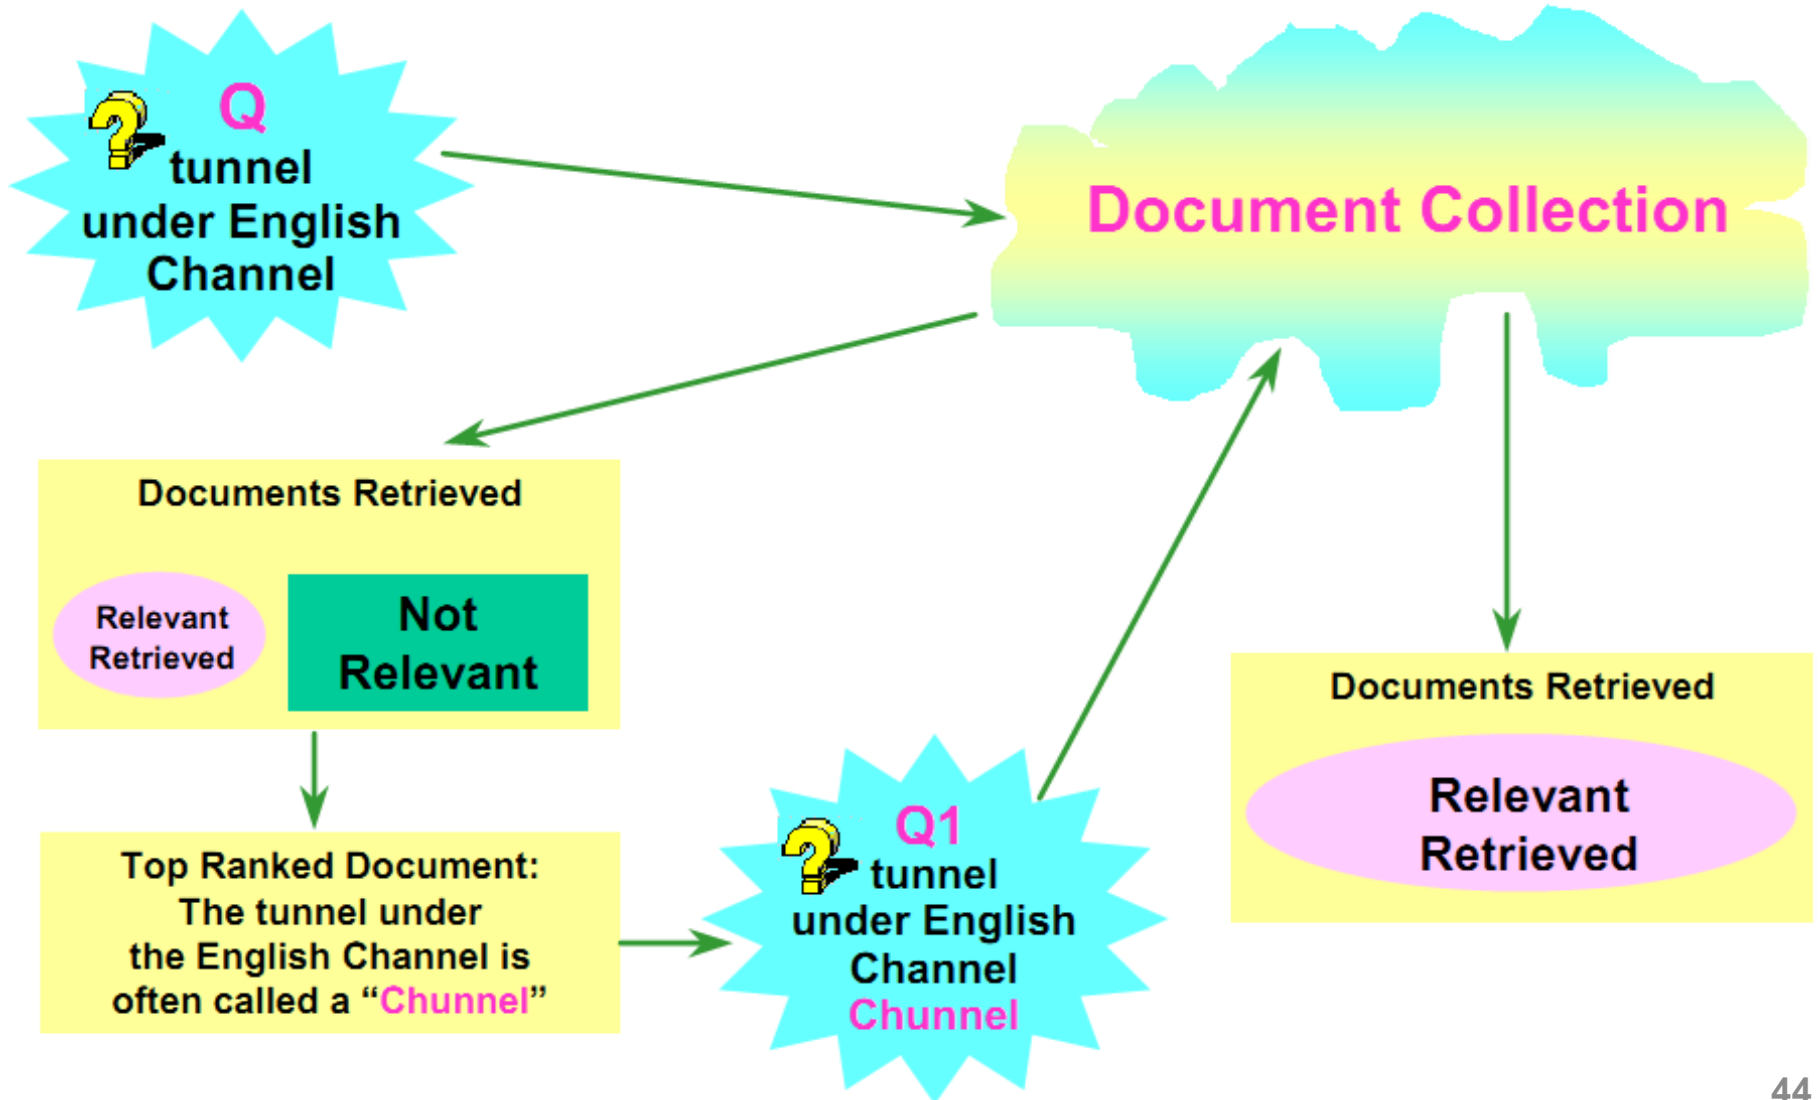 Q
tunnel
under English
Channel
Document Collection
Documents Retrieved
Relevant
Retrieved
Not
Relevant
Top Ranked Document:
The tunnel under
the English Channel is
often called a “Chunnel”
Q1
tunnel
under English
Channel
Chunnel
Documents Retrieved
Relevant
Retrieved
44